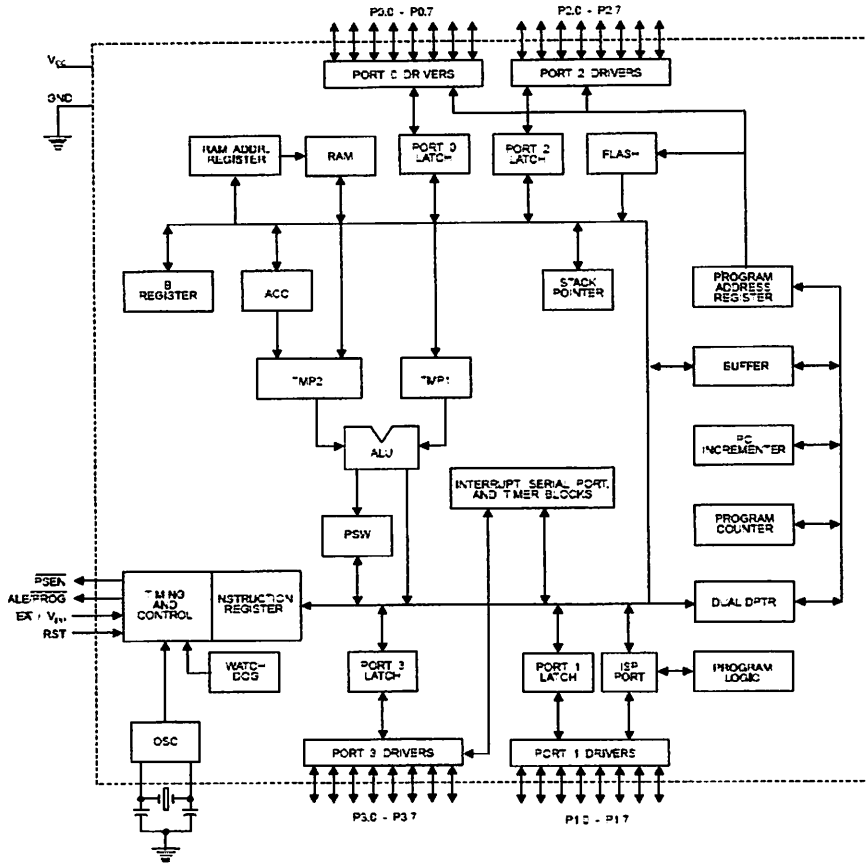 P0.0 - P0.7
P2.0 - P2.7
VCC
PORT 0 DRIVERS
PORT 2 DRIVERS
GND
RAM ADDR.
REGISTER
RAM
PORT 0
LATCH
PORT 2
LATCH
FLASH
B
REGISTER
ACC
STACK
POINTER
PROGRAM
ADDRESS
REGISTER
TMP2
TMP1
BUFFER
ALU
PC
INCREMENTER
INTERRUPT, SERIAL PORT,
AND TIMER BLOCKS
PSW
PROGRAM
COUNTER
PSEN
ALE/PROG
EA / VPP
RST
TIMING
AND
CONTROL
INSTRUCTION
REGISTER
DUAL DPTR
WATCH
DOG
PORT 3
LATCH
PORT 1
LATCH
ISP
PORT
PROGRAM
LOGIC
OSC
PORT 3 DRIVERS
PORT 1 DRIVERS
P3.0 - P3.7
P1.0 - P1.7